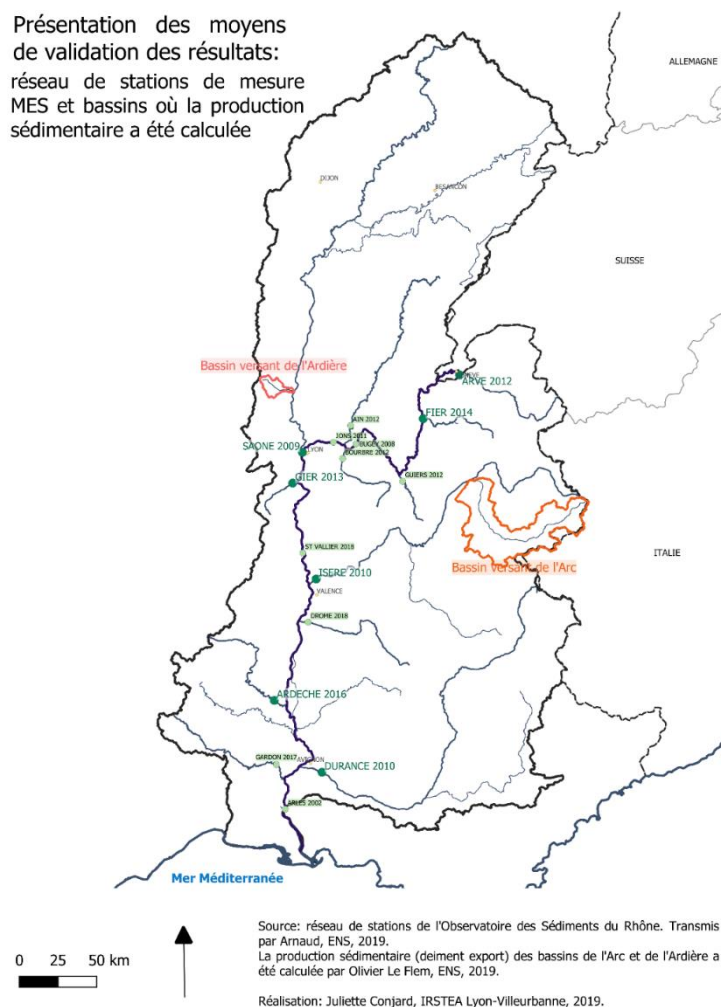 Présentation des moyens
de validation des résultats:
réseau de stations de mesure
MES et bassins où la production
sédimentaire a été calculée
ALLEMAGNE
DIJON
BESANCON
SUISSE
Bassin versant de l'Ardière
ARVE 2012
FIER 2014
JONS 2011
BUGEY 2008
BOURBRE 2012
SAONE 2009
LYON
GUIERS 2012
GIER 2013
ST VALLIER 2018
ITALIE
Bassin versant de l'Arc
ISERE 2010
VALENCE
DROME 2018
ARDECHE 2016
GARDON 2017
AVIGNON
DURANCE 2010
ARLES 2002
Mer Méditerranée
0 25 50 km
Source: réseau de stations de l'Observatoire des Sédiments du Rhône. Transmis
par Arnaud, ENS, 2019.
La production sédimentaire (deiment export) des bassins de l'Arc et de l'Ardière a
été calculée par Olivier Le Flem, ENS, 2019.
Réalisation: Juliette Conjard, IRSTEA Lyon-Villeurbanne, 2019.